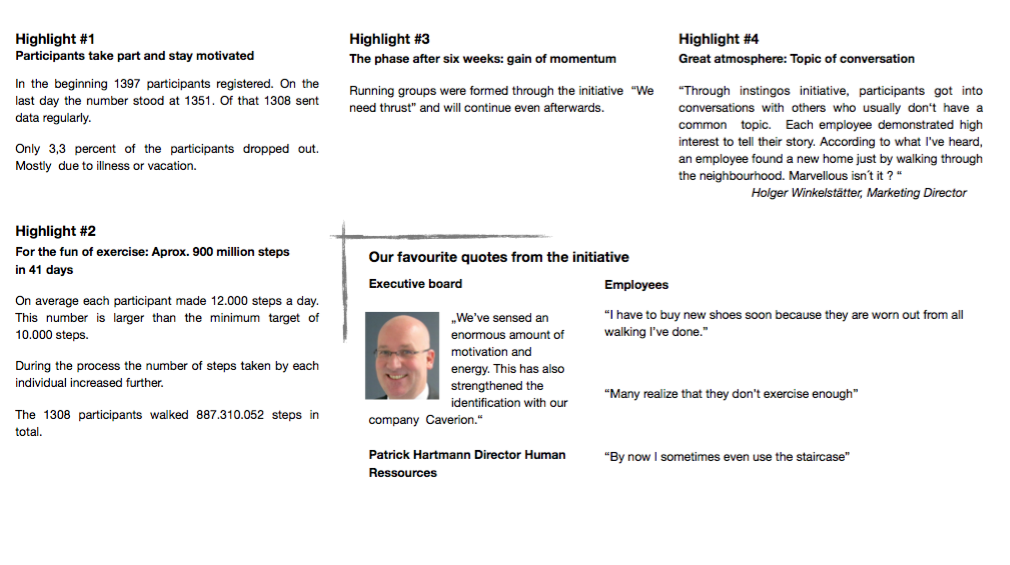 Highlight #1
Participants take part and stay motivated
In the beginning 1397 participants registered. On the
last day the number stood at 1351. Of that 1308 sent
data regularly.
Only 3,3 percent of the participants dropped out.
Mostly due to illness or vacation.
Highlight #2
For the fun of exercise: Aprox. 900 million steps
in 41 days
On average each participant made 12.000 steps a day.
This number is larger than the minimum target of
10.000 steps.
During the process the number of steps taken by each
individual increased further.
The 1308 participants walked 887.310.052 steps in
total.
Highlight #3
The phase after six weeks: gain of momentum
Running groups were formed through the initiative “We
need thrust” and will continue even afterwards.
Highlight #4
Great atmosphere: Topic of conversation
“Through instingos initiative, participants got into
conversations with others who usually don't have a
common topic. Each employee demonstrated high
interest to tell their story. According to what I've heard,
an employee found a new home just by walking through
the neighbourhood. Marvellous isn´t it ? “
Holger Winkelstätter, Marketing Director
Our favourite quotes from the initiative
Executive board
„We've sensed an
enormous amount of
motivation and
energy. This has also
strengthened the
identification with our
company Caverion.“
Patrick Hartmann Director Human
Ressources
Employees
“I have to buy new shoes soon because they are worn out from all
walking I've done.”
“Many realize that they don't exercise enough”
“By now I sometimes even use the staircase”